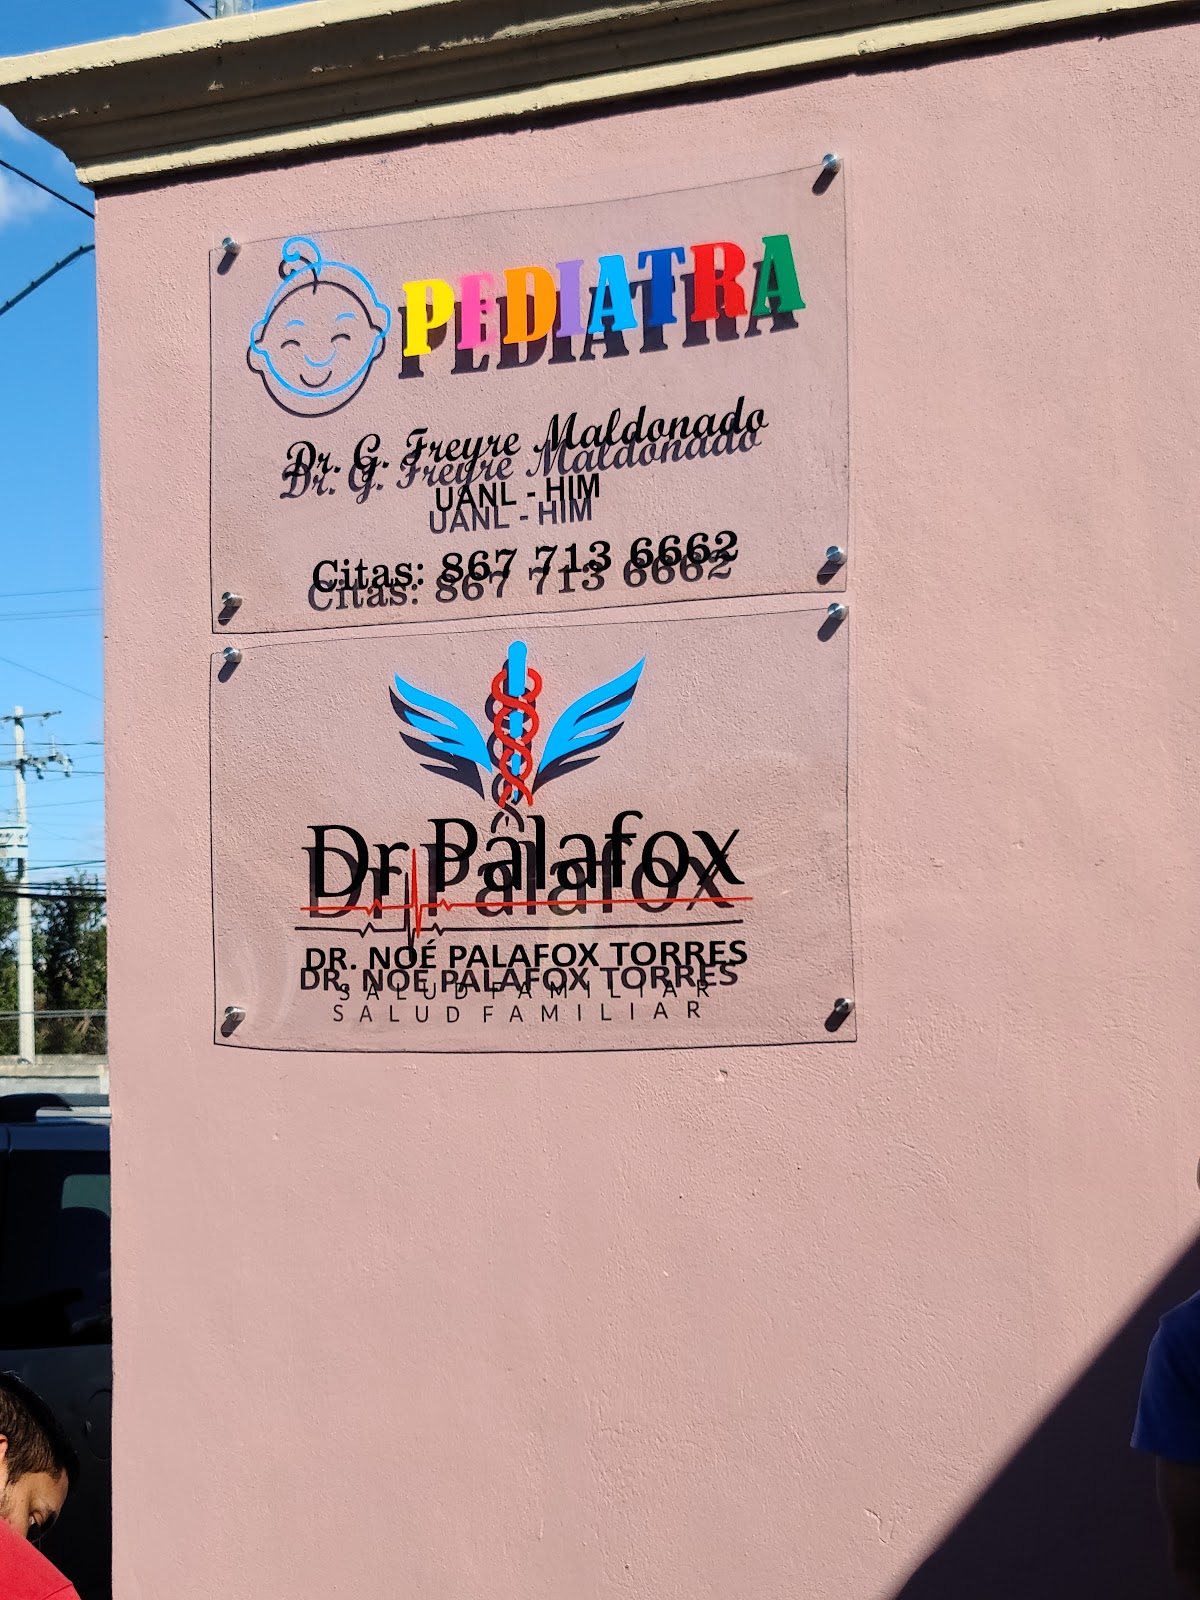 PEDIATRA
Dr. G. Freyre Maldonado
UANL - HIM
Citas: 867 713 6662
Dr Palafox
DR. NOÉ PALAFOX TORRES
SALUD FAMILIAR